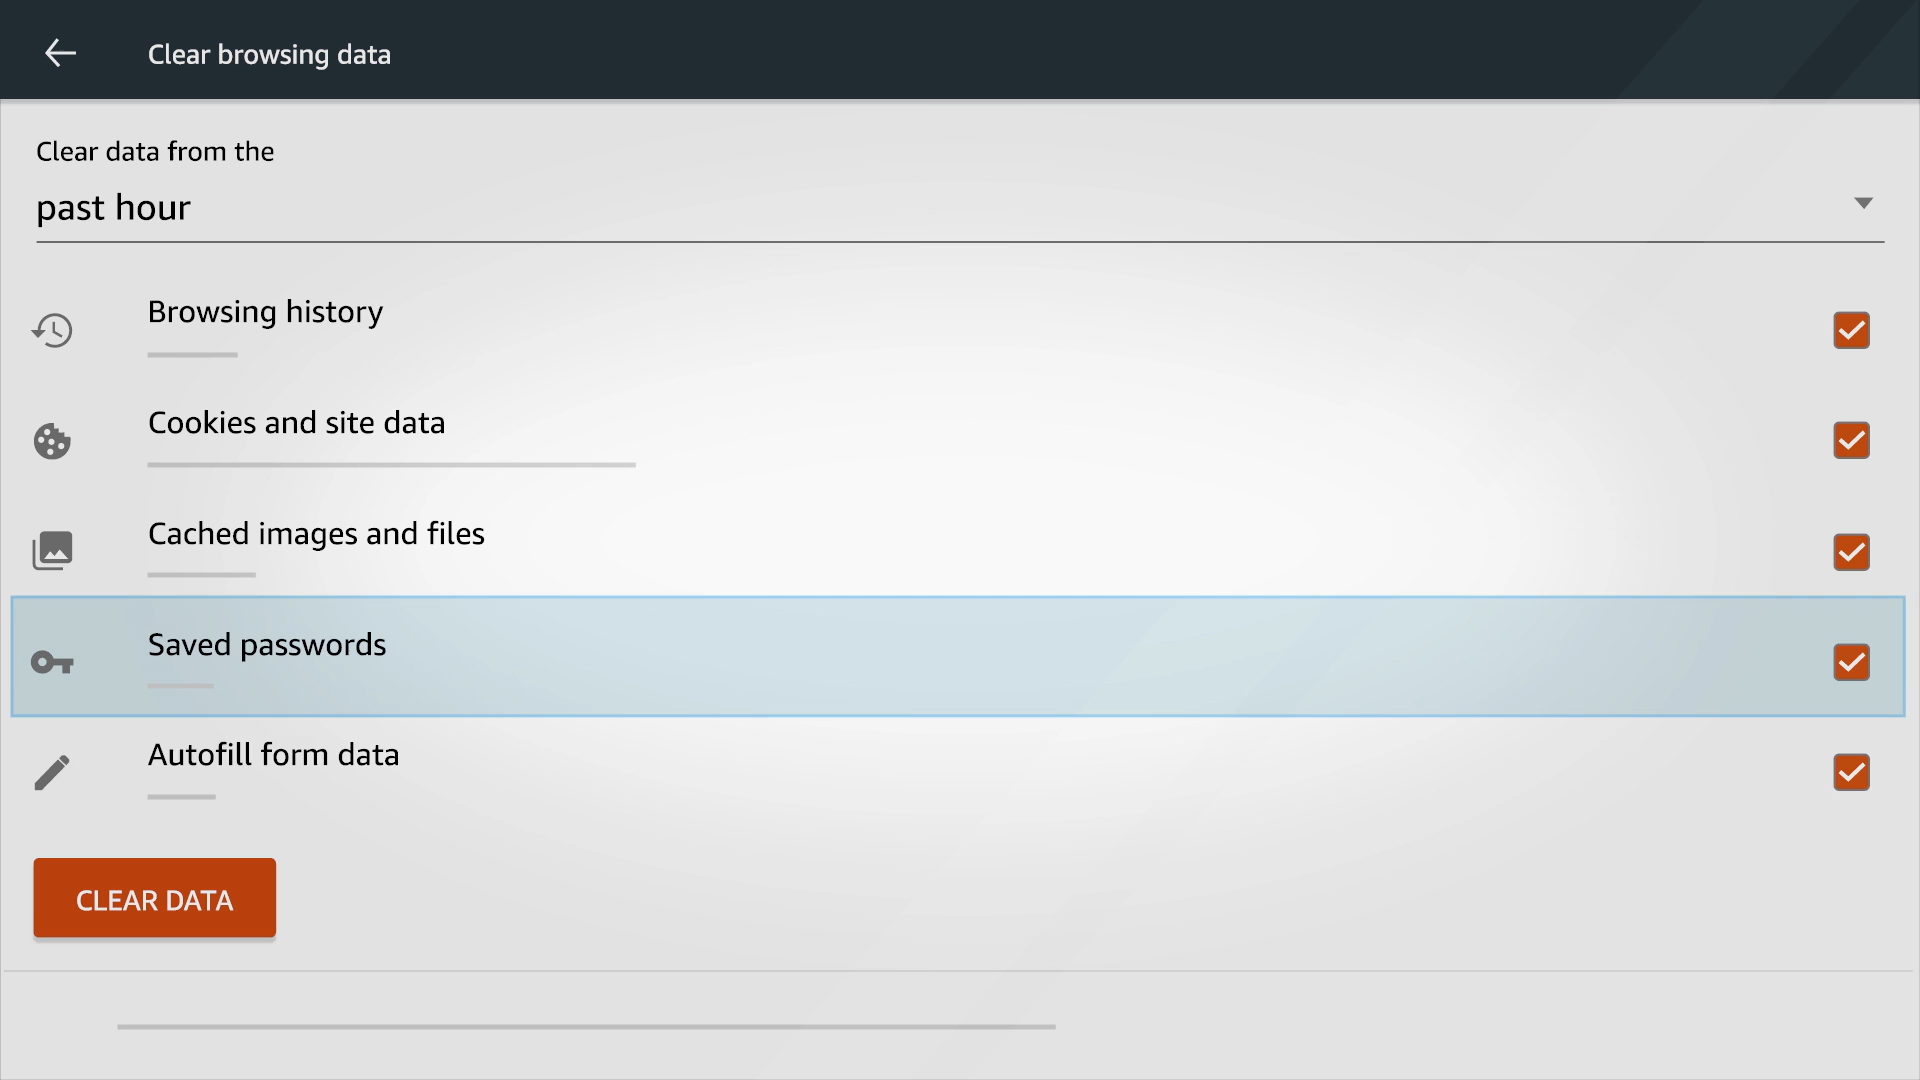 Clear browsing data
Clear data from the
past hour
Browsing history
Cookies and site data
Cached images and files
Saved passwords
Autofill form data
CLEAR DATA